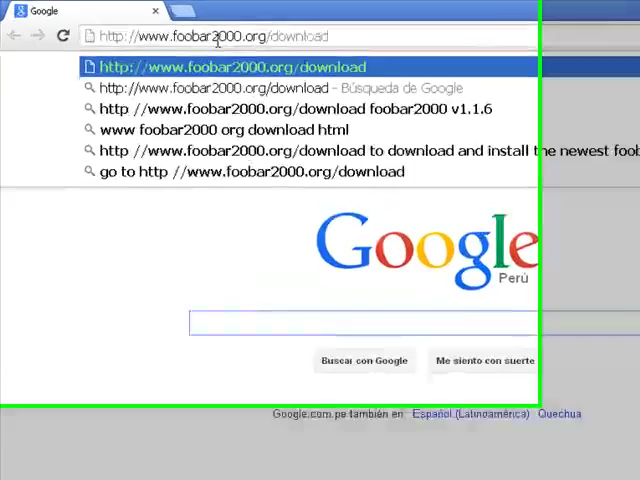 Google
http://www.foobar2000.org/download
http://www.foobar2000.org/download
http://www.foobar2000.org/download - Búsqueda de Google
http //www.foobar2000.org/download foobar2000 v1.1.6
www foobar2000 org download html
http //www.foobar2000.org/download to download and install the newest foob
go to http //www.foobar2000.org/download
Google
Perú
Buscar con Google
Me siento con suerte
Google.com.pe también en: Español (Latinoamérica) Quechua